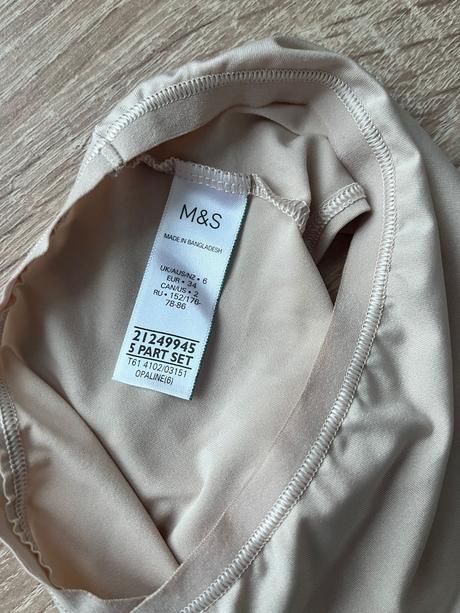 M&S
MADE IN BANGLADESH
UK/AUS/NZ • 6
EUR • 34
CAN/US • 2
RU • 152/176-
78-86
21249945
5 PART SET
T61 4102/0315T
OPALINE(6)